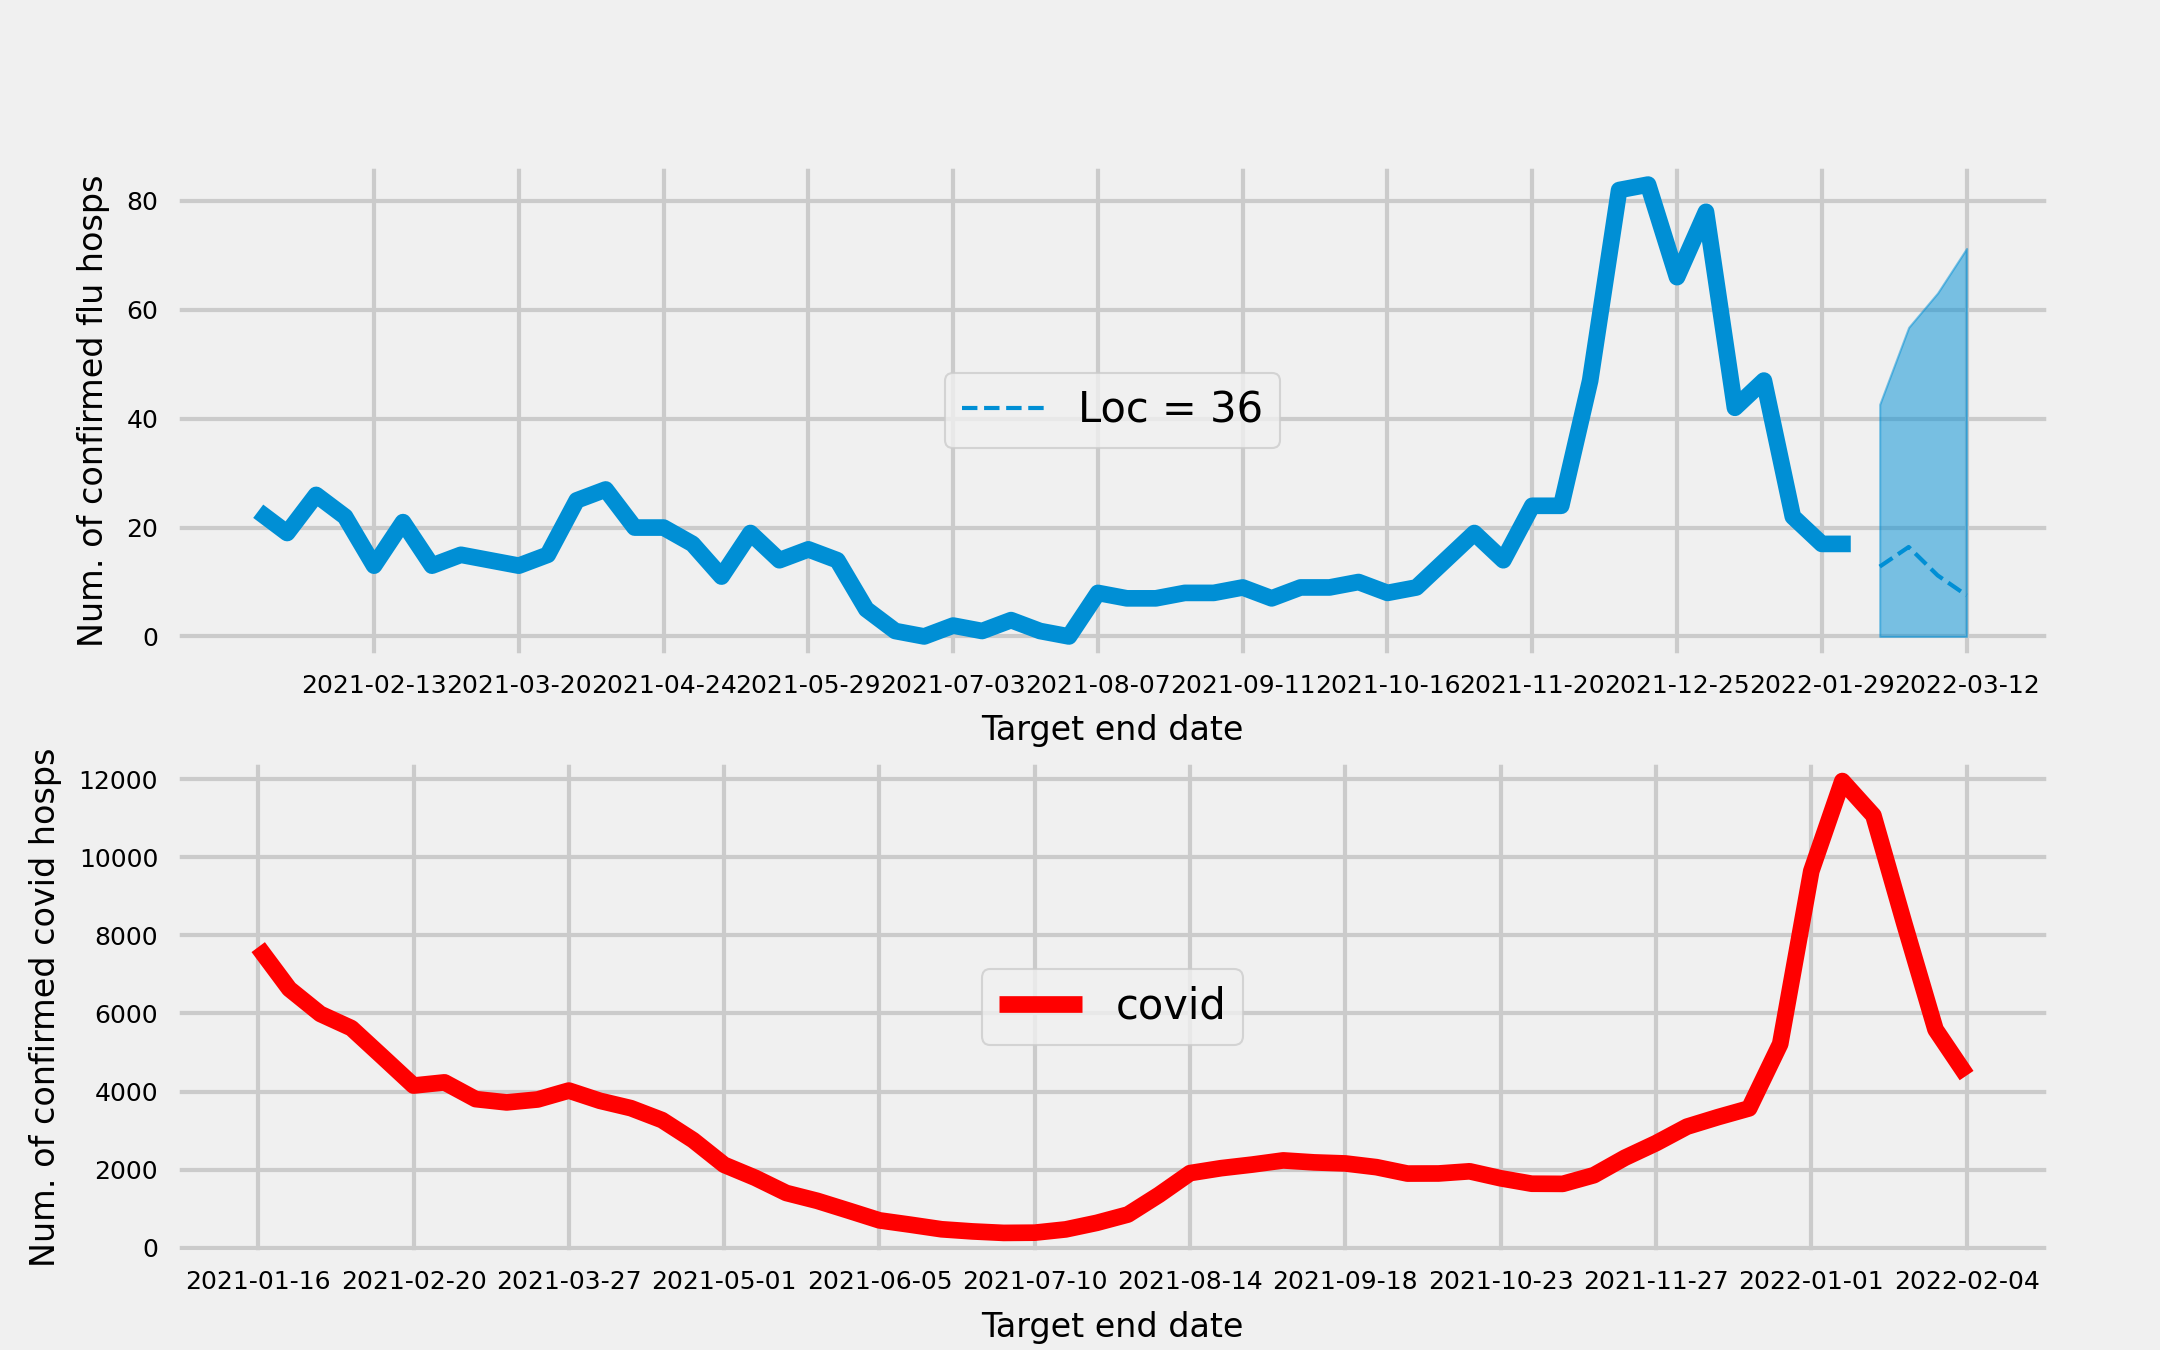 Num. of confirmed flu hosps
80
60
40
20
0
Loc = 36
2021-02-13 2021-03-20 2021-04-24 2021-05-29 2021-07-03 2021-08-07 2021-09-11 2021-10-16 2021-11-20 2021-12-25 2022-01-29 2022-03-12
Target end date
Num. of confirmed covid hosps
12000
10000
8000
6000
4000
2000
0
covid
2021-01-16 2021-02-20 2021-03-27 2021-05-01 2021-06-05 2021-07-10 2021-08-14 2021-09-18 2021-10-23 2021-11-27 2022-01-01 2022-02-04
Target end date